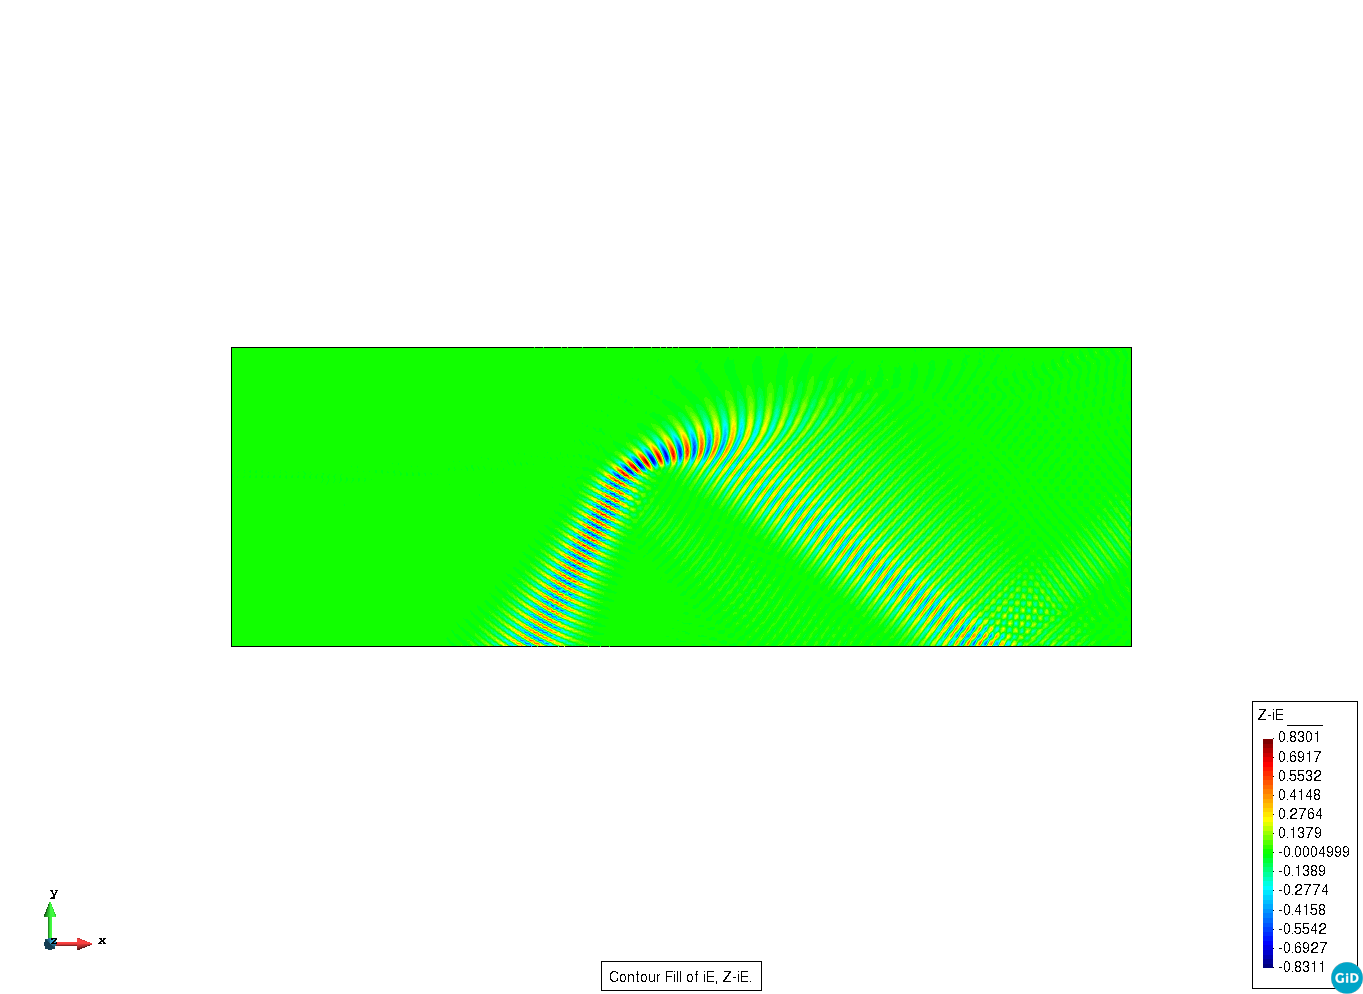 Z-iE
0.8301
0.6917
0.5532
0.4148
0.2764
0.1379
-0.0004999
-0.1389
-0.2774
-0.4158
-0.5542
-0.6927
-0.8311
GiD
y
z
x
Contour Fill of iE, Z-iE.